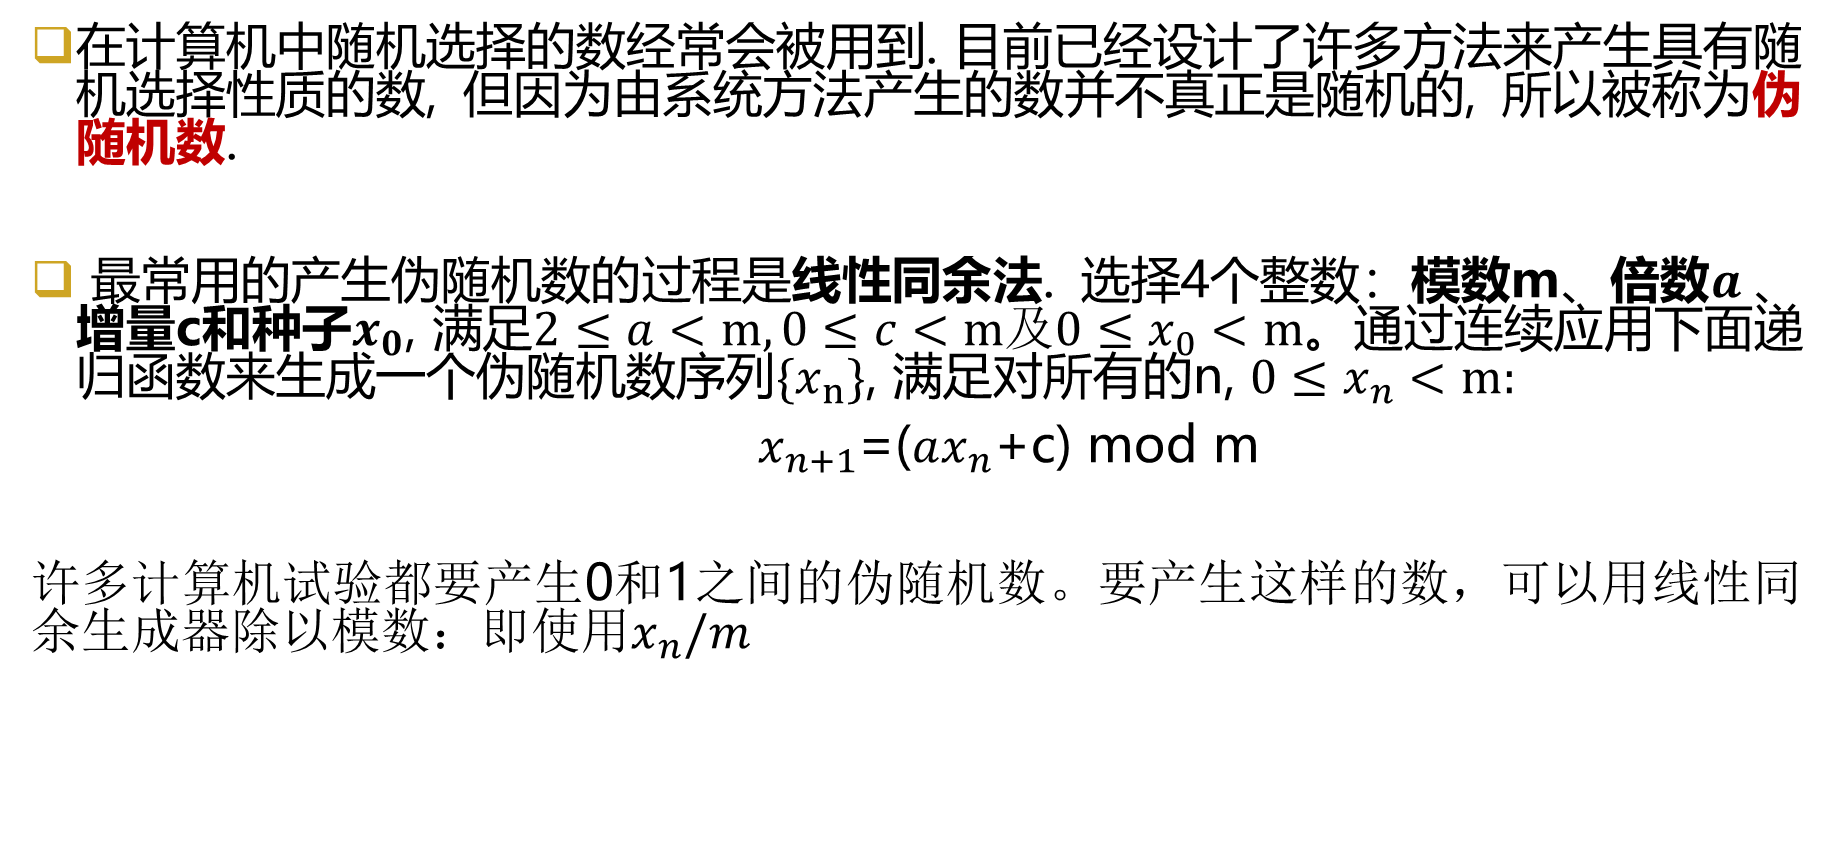 ❑在计算机中随机选择的数经常会被用到. 目前已经设计了许多方法来产生具有随
机选择性质的数, 但因为由系统方法产生的数并不真正是随机的, 所以被称为伪
随机数.
❑ 最常用的产生伪随机数的过程是线性同余法. 选择4个整数：模数m、倍数𝒂、
增量c和种子𝒙₀, 满足2 ≤ 𝑎 < m, 0 ≤ 𝑐 < m及0 ≤ 𝑥₀ < m。通过连续应用下面递
归函数来生成一个伪随机数序列{𝑥ₙ}, 满足对所有的n, 0 ≤ 𝑥ₙ < m:
𝑥ₙ₊₁=(𝑎𝑥ₙ+c) mod m
许多计算机试验都要产生0和1之间的伪随机数。要产生这样的数，可以用线性同
余生成器除以模数：即使用𝑥ₙ/𝑚